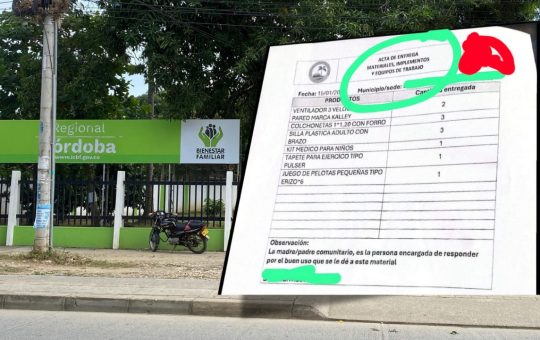 Regional
Córdoba
www.icbf.gov.co
BIENESTAR
FAMILIAR
ACTA DE ENTREGA
MATERIALES, IMPLEMENTOS
Y EQUIPOS DE TRABAJO
Municipio/sede:
Fecha: 15/01/20
PRODUCTOS
Cantidad entregada
VENTILADOR 3 VELO
PARED MARCA KALLEY
2
COLCHONETAS 1*1,20 CON FORRO
3
SILLA PLASTICA ADULTO CON
BRAZO
3
KIT MEDICO PARA NIÑOS
1
TAPETE PARA EJERCICO TIPO
PULSER
1
JUEGO DE PELOTAS PEQUEÑAS TIPO
ERIZO*6
1
Observación:
La madre/padre comunitario, es la persona encargada de responder
por el buen uso que se le dé a este material